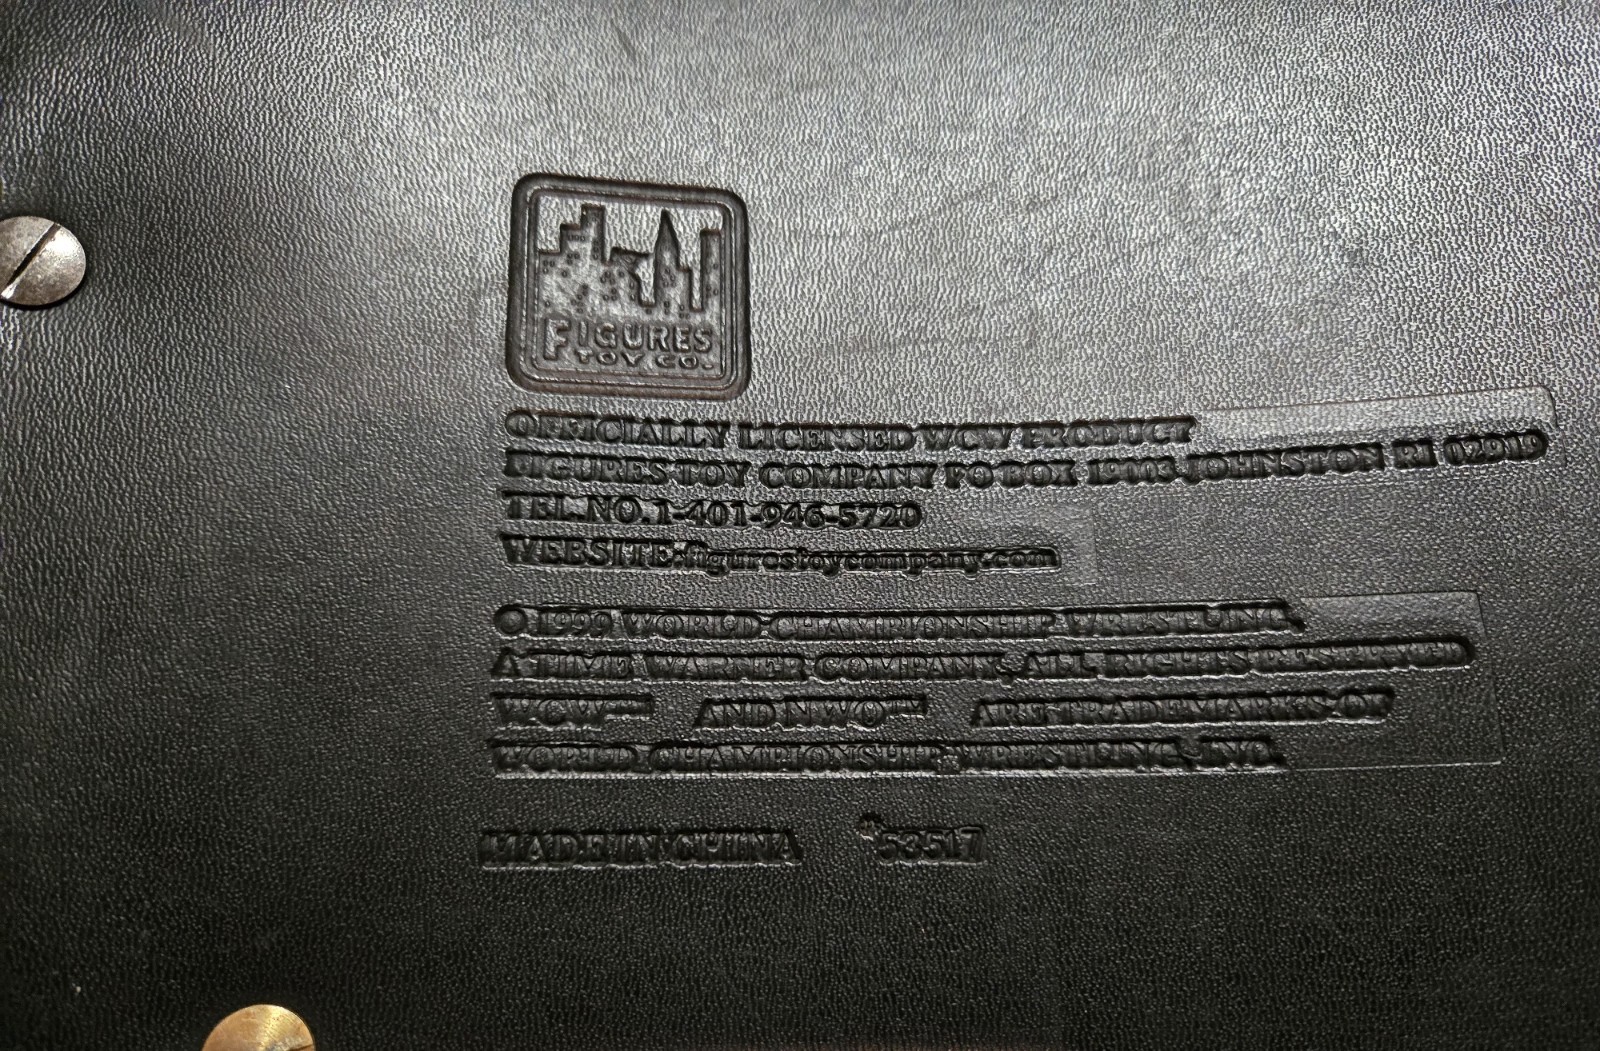 FIGURES
TOY CO.
OFFICIALLY LICENSED WCW PRODUCT
FIGURES TOY COMPANY PO BOX 19003 JOHNSTON RI 02919
TEL.NO.1-401-946-5720
WEBSITE:figurestoycompany.com
© 1999 WORLD CHAMPIONSHIP WRESTLING,
A TIME WARNER COMPANY, ALL RIGHTS RESERVED
WCW™ AND NWO™ ARE TRADEMARKS OF
WORLD CHAMPIONSHIP WRESTLING, INC.
MADE IN CHINA #53517